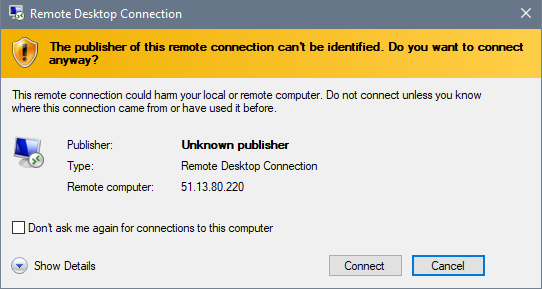 Remote Desktop Connection
The publisher of this remote connection can't be identified. Do you want to connect
anyway?
This remote connection could harm your local or remote computer. Do not connect unless you know
where this connection came from or have used it before.
Publisher: Unknown publisher
Type: Remote Desktop Connection
Remote computer: 51.13.80.220
Don't ask me again for connections to this computer
Show Details Connect Cancel